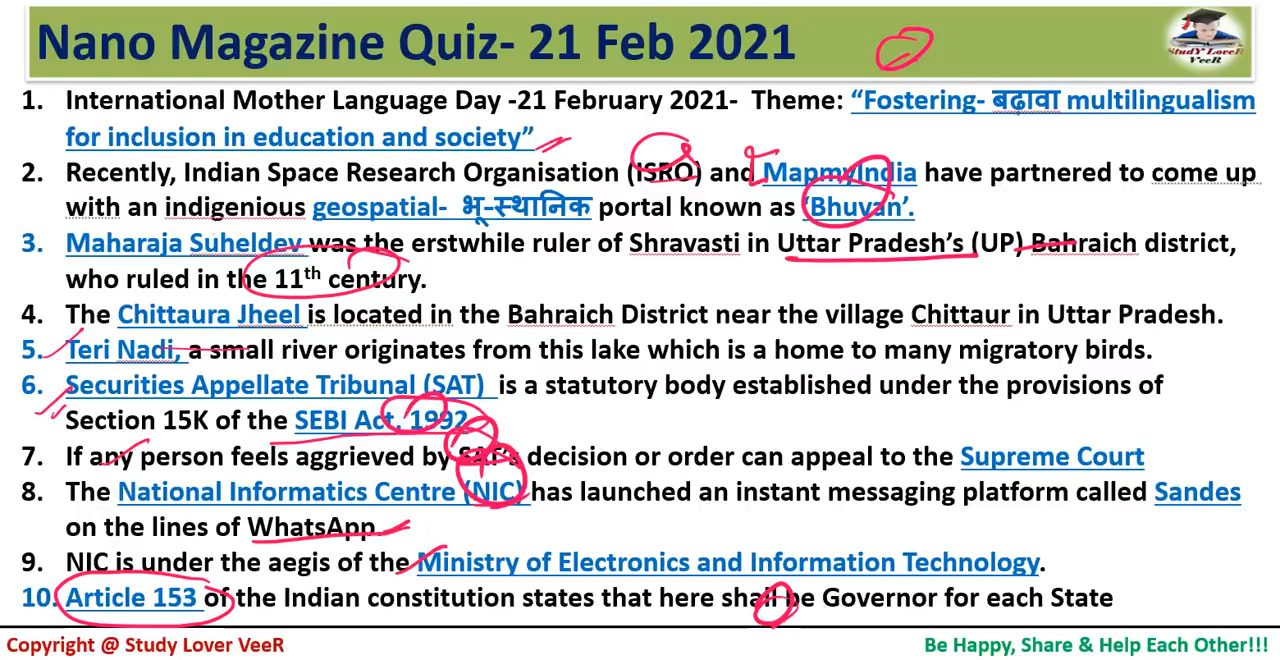 Nano Magazine Quiz- 21 Feb 2021
StudY LoveR
VeeR
1. International Mother Language Day -21 February 2021- Theme: “Fostering- बढ़ावा multilingualism
for inclusion in education and society”
2. Recently, Indian Space Research Organisation (ISRO) and MapmyIndia have partnered to come up
with an indigenious geospatial- भू-स्थानिक portal known as ‘Bhuvan’.
3. Maharaja Suheldev was the erstwhile ruler of Shravasti in Uttar Pradesh’s (UP) Bahraich district,
who ruled in the 11th century.
4. The Chittaura Jheel is located in the Bahraich District near the village Chittaur in Uttar Pradesh.
5. Teri Nadi, a small river originates from this lake which is a home to many migratory birds.
6. Securities Appellate Tribunal (SAT) is a statutory body established under the provisions of
Section 15K of the SEBI Act, 1992
7. If any person feels aggrieved by SAT’s decision or order can appeal to the Supreme Court
8. The National Informatics Centre (NIC) has launched an instant messaging platform called Sandes
on the lines of WhatsApp.
9. NIC is under the aegis of the Ministry of Electronics and Information Technology.
10. Article 153 of the Indian constitution states that here shall be Governor for each State
Copyright @ Study Lover VeeR Be Happy, Share & Help Each Other!!!